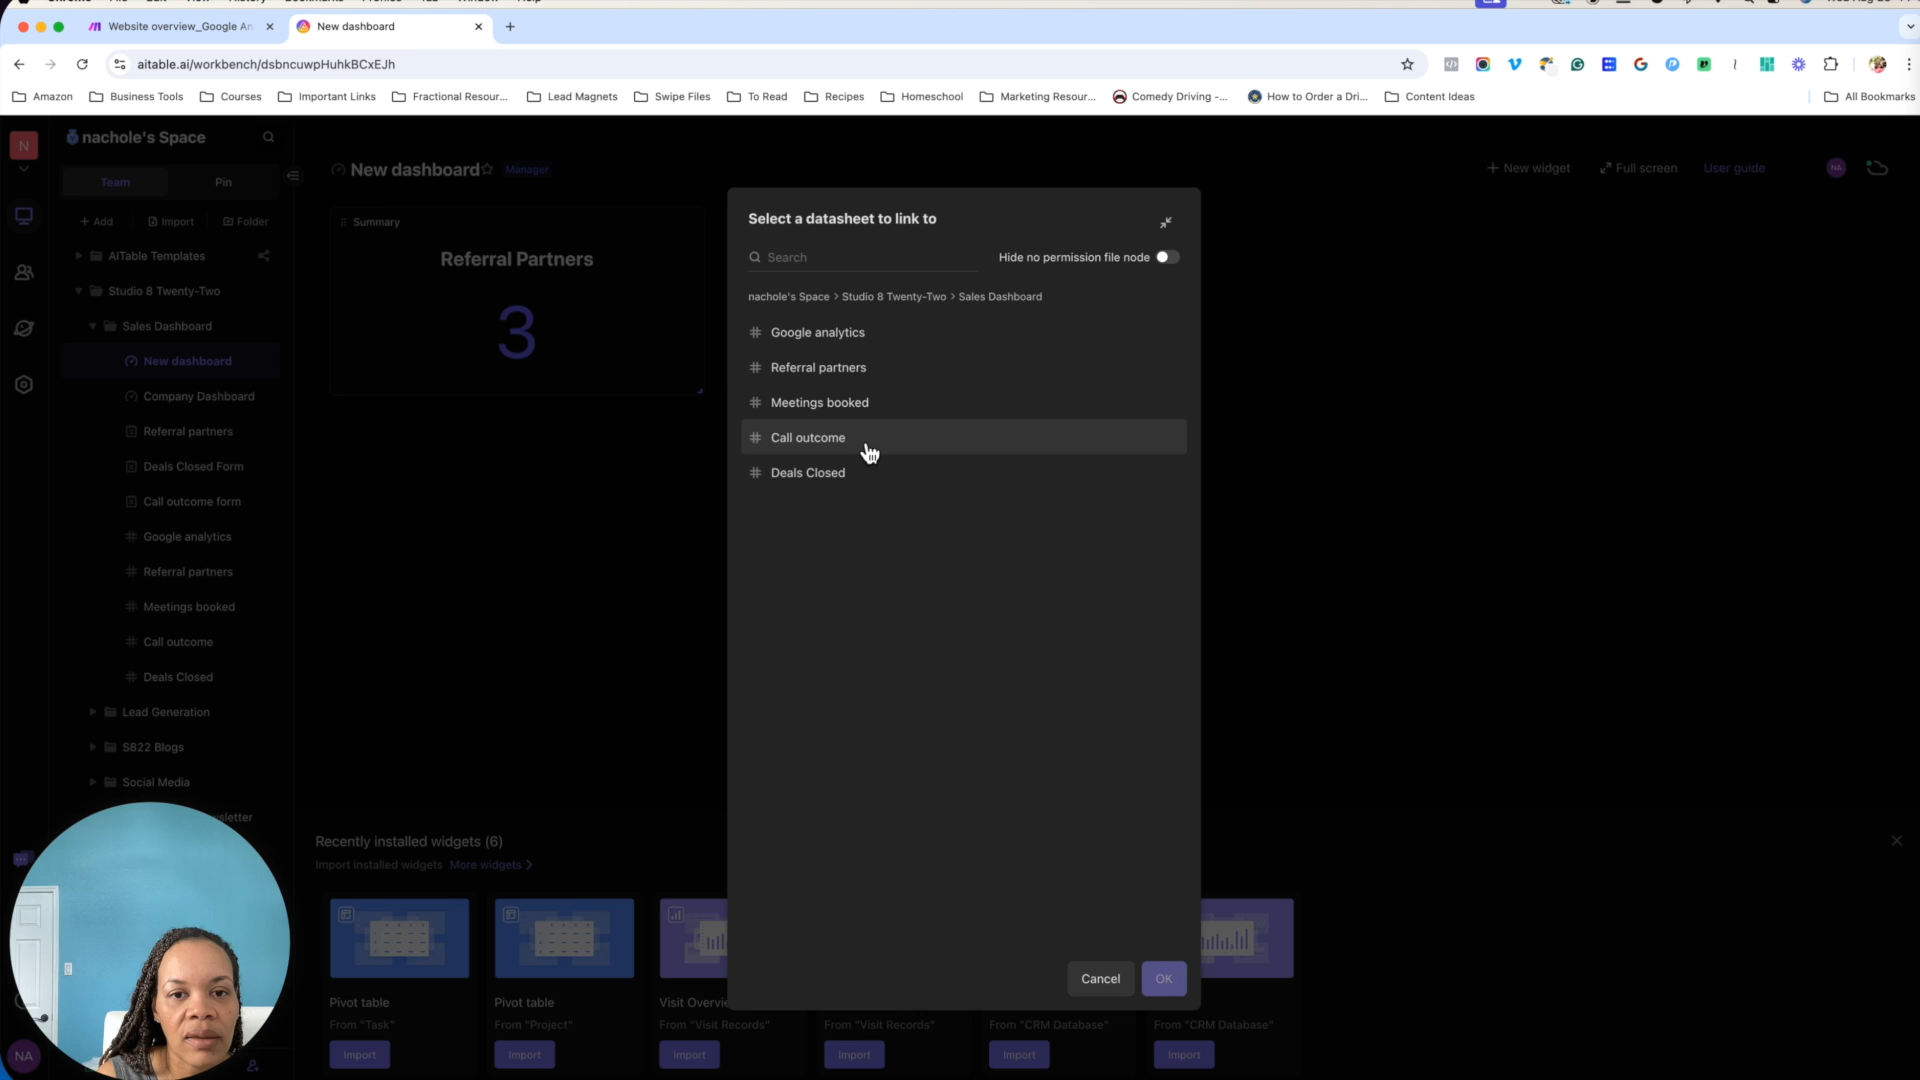 Website overview_Google An
New dashboard
aitable.ai/workbench/dsbncuwpHuhkBCxEJh
Amazon
Business Tools
Courses
Important Links
Fractional Resour...
Lead Magnets
Swipe Files
To Read
Recipes
Homeschool
Marketing Resour...
Comedy Driving -...
How to Order a Dri...
Content Ideas
All Bookmarks
N
nachole's Space
Team
Pin
Add
Import
Folder
AITable Templates
Studio 8 Twenty-Two
Sales Dashboard
New dashboard
Company Dashboard
Referral partners
Deals Closed Form
Call outcome form
Google analytics
Referral partners
Meetings booked
Call outcome
Deals Closed
Lead Generation
S822 Blogs
Social Media
wsletter
NA
New dashboard
Manager
New widget
Full screen
User guide
NA
Summary
Referral Partners
3
Select a datasheet to link to
Search
Hide no permission file node
nachole's Space > Studio 8 Twenty-Two > Sales Dashboard
Google analytics
Referral partners
Meetings booked
Call outcome
Deals Closed
Cancel
OK
Recently installed widgets (6)
Import installed widgets More widgets
Pivot table
From "Task"
Import
Pivot table
From "Project"
Import
Visit Overvie
From "Visit Records"
Import
From "Visit Records"
Import
From "CRM Database"
Import
From "CRM Database"
Import